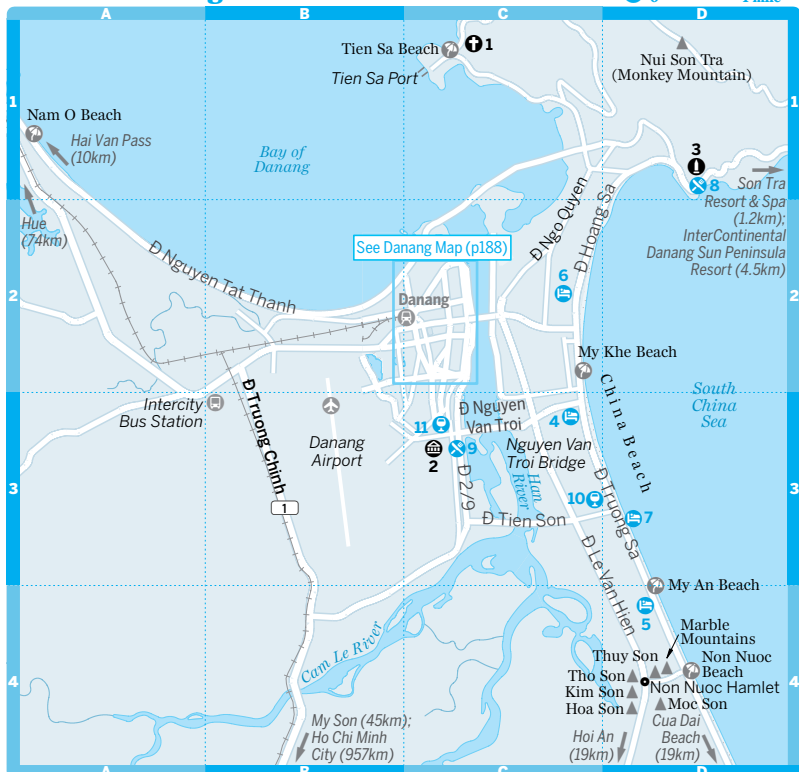 A
B
C
D
1
2
3
4
1
2
3
4
A
B
C
D
Tien Sa Beach
1
Tien Sa Port
Nui Son Tra
(Monkey Mountain)
Nam O Beach
Hai Van Pass
(10km)
Bay of
Danang
3
8
Son Tra
Resort & Spa
(1.2km);
InterContinental
Danang Sun Peninsula
Resort (4.5km)
Hue
(74km)
Đ Ngo Quyen
Đ Hoang Sa
See Danang Map (p188)
Đ Nguyen Tat Thanh
6
Danang
My Khe Beach
China Beach
South
China
Sea
Intercity
Bus Station
Đ Truong Chinh
Danang
Airport
11
Đ Nguyen
Van Troi
4
2
9
Nguyen Van
Troi Bridge
Đ 2/9
Han
River
10
Đ Truong Sa
7
1
Đ Tien Son
Đ Le Van Hien
My An Beach
5
Marble
Mountains
Cam Le River
Thuy Son
Non Nuoc
Beach
Tho Son
Non Nuoc Hamlet
Kim Son
Moc Son
Hoa Son
My Son (45km);
Ho Chi Minh
City (957km)
Hoi An
(19km)
Cua Dai
Beach
(19km)